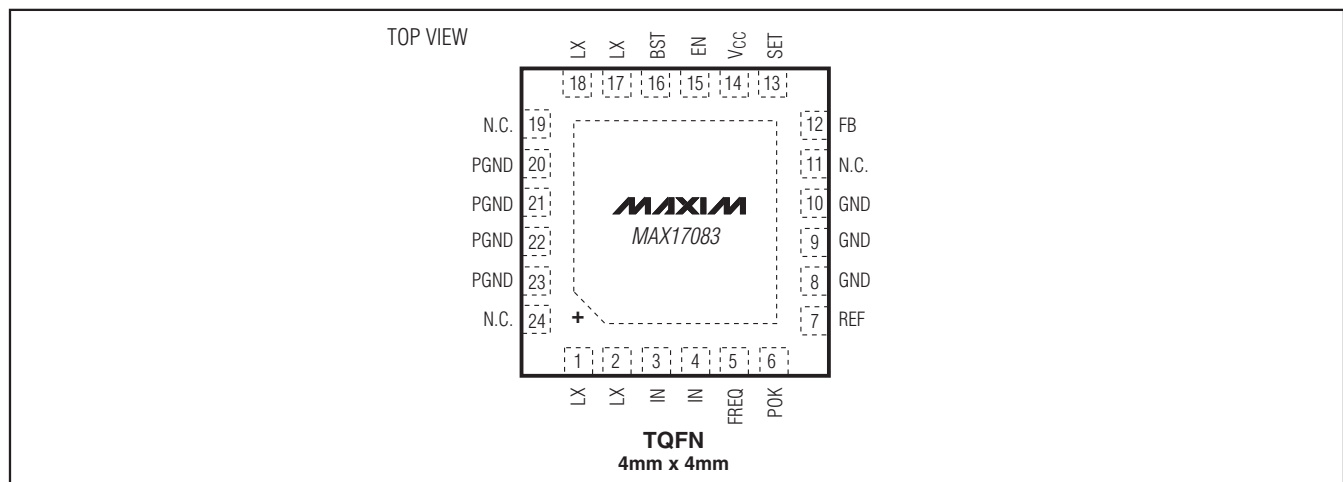 TOP VIEW
LX LX BST EN VCC SET
18 17 16 15 14 13
N.C. 19 12 FB
PGND 20 11 N.C.
PGND 21 10 GND
MAXIM
PGND 22 MAX17083 9 GND
PGND 23 8 GND
N.C. 24 + 7 REF
1 2 3 4 5 6
LX LX IN IN FREQ POK
TQFN
4mm x 4mm